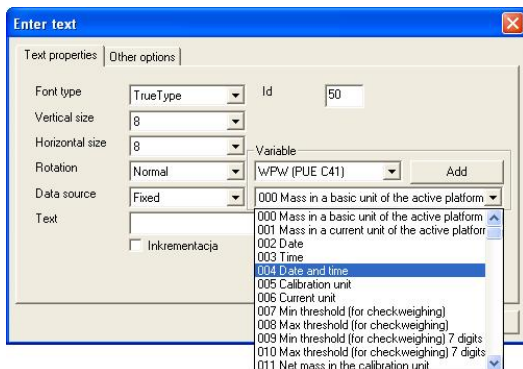 Enter text
Text properties
Other options
Font type
TrueType
Id
50
Vertical size
8
Horizontal size
8
Variable
Rotation
Normal
WPW (PUE C41)
Add
Data source
Fixed
000 Mass in a basic unit of the active platform
Text
Inkrementacja
000 Mass in a basic unit of the active platform
001 Mass in a current unit of the active platforr
002 Date
003 Time
004 Date and time
005 Calibration unit
006 Current unit
007 Min threshold (for checkweighing)
008 Max threshold (for checkweighing)
009 Min threshold (for checkweighing) 7 digits
010 Max threshold (for checkweighing) 7 digits
011 Net mass in the calibration unit